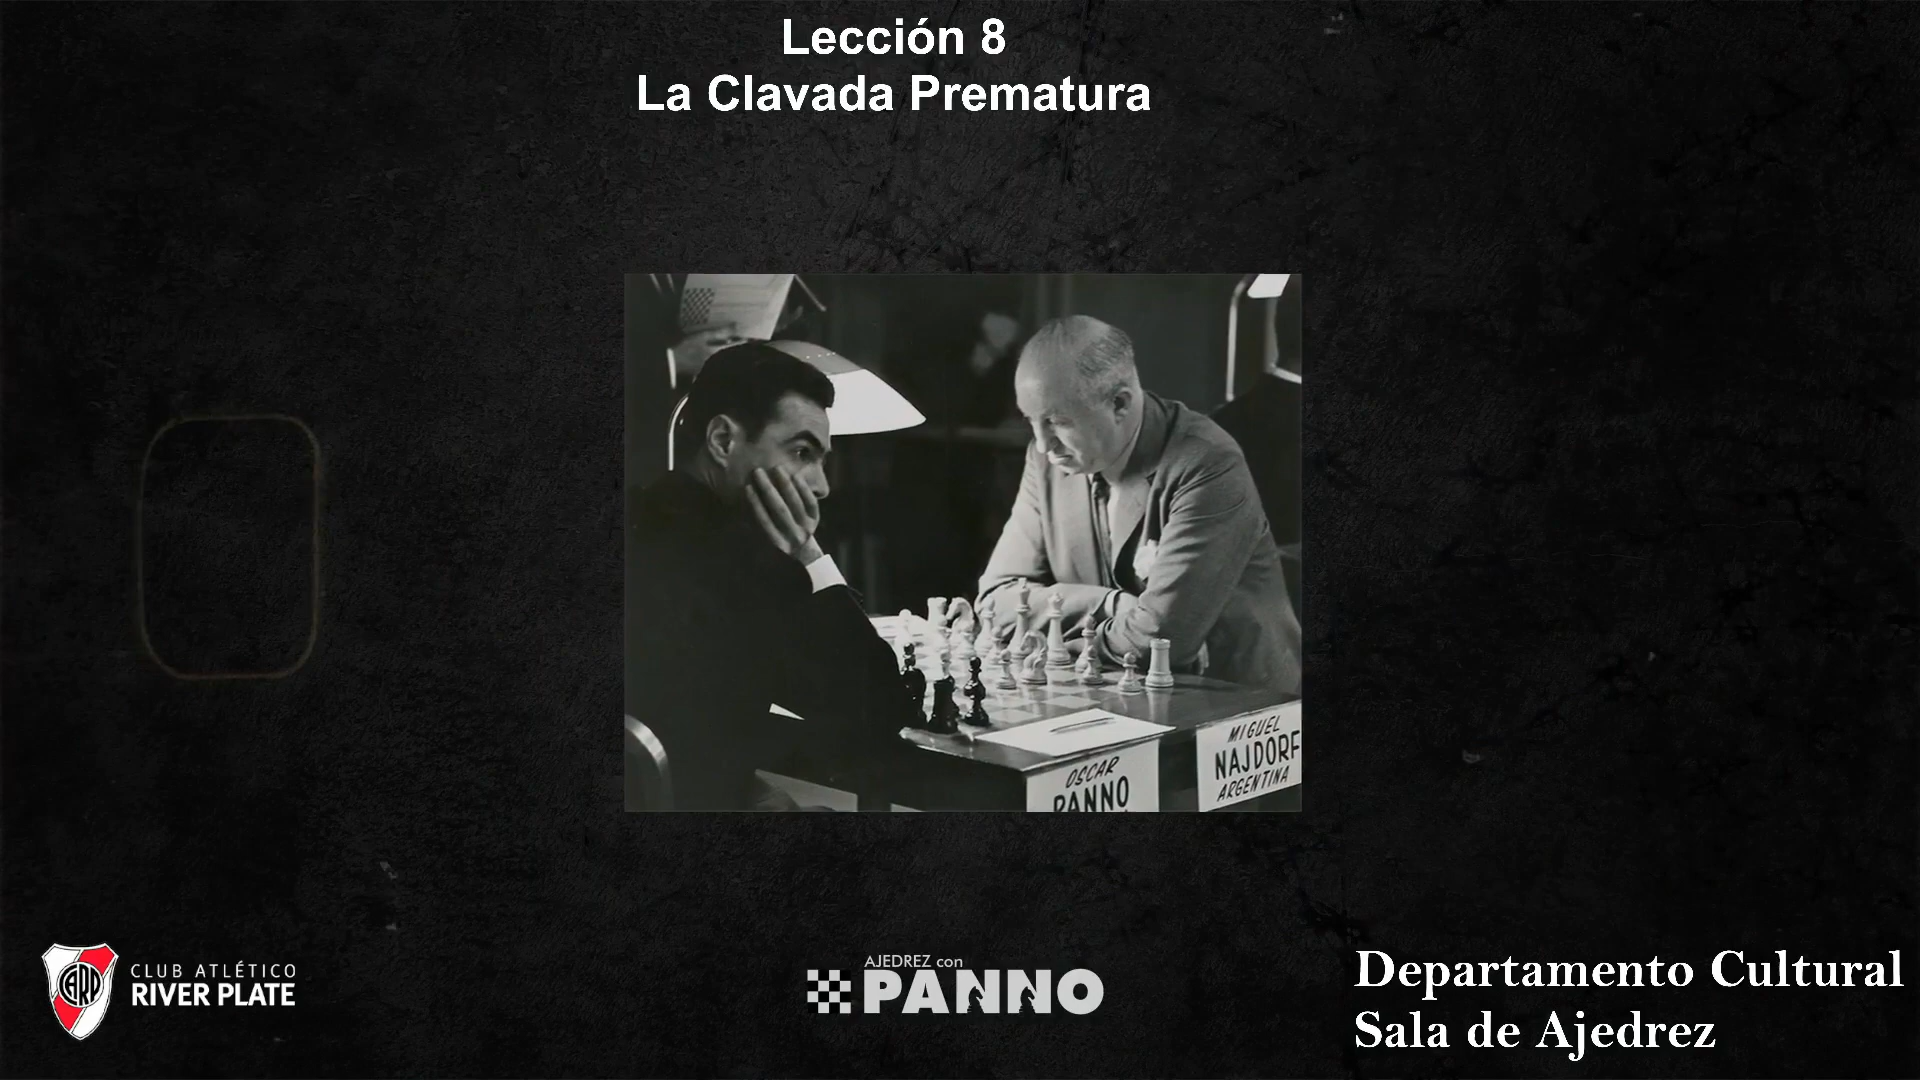 Lección 8
La Clavada Prematura
OSCAR
PANNO
MIGUEL
NAJDORF
ARGENTINA
CARP
CLUB ATLÉTICO
RIVER PLATE
AJEDREZ con
PANNO
Departamento Cultural
Sala de Ajedrez